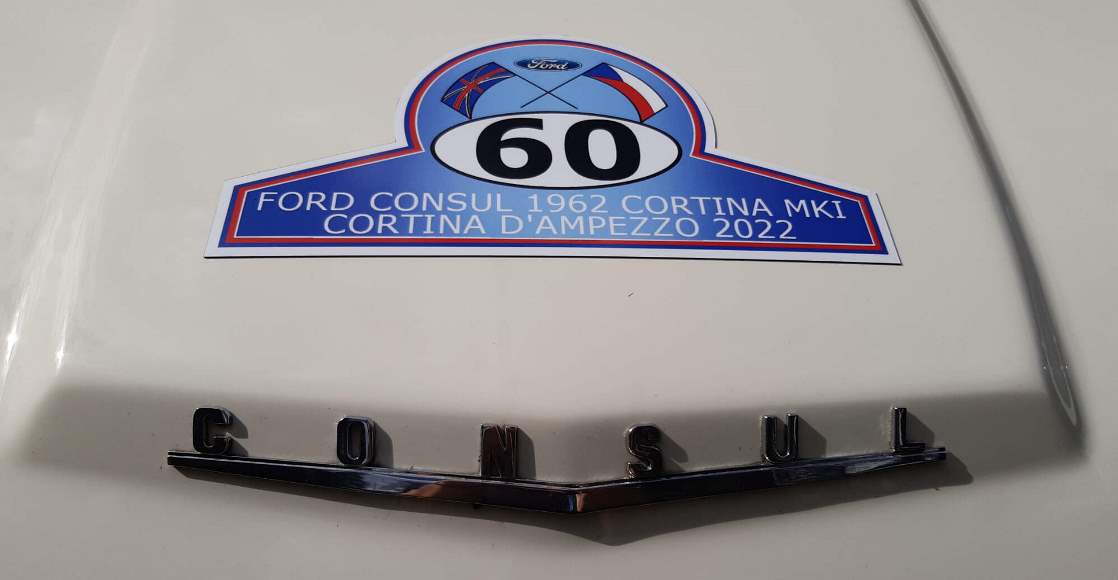 Ford
60
FORD CONSUL 1962 CORTINA MKI
CORTINA D'AMPEZZO 2022
CONSUL